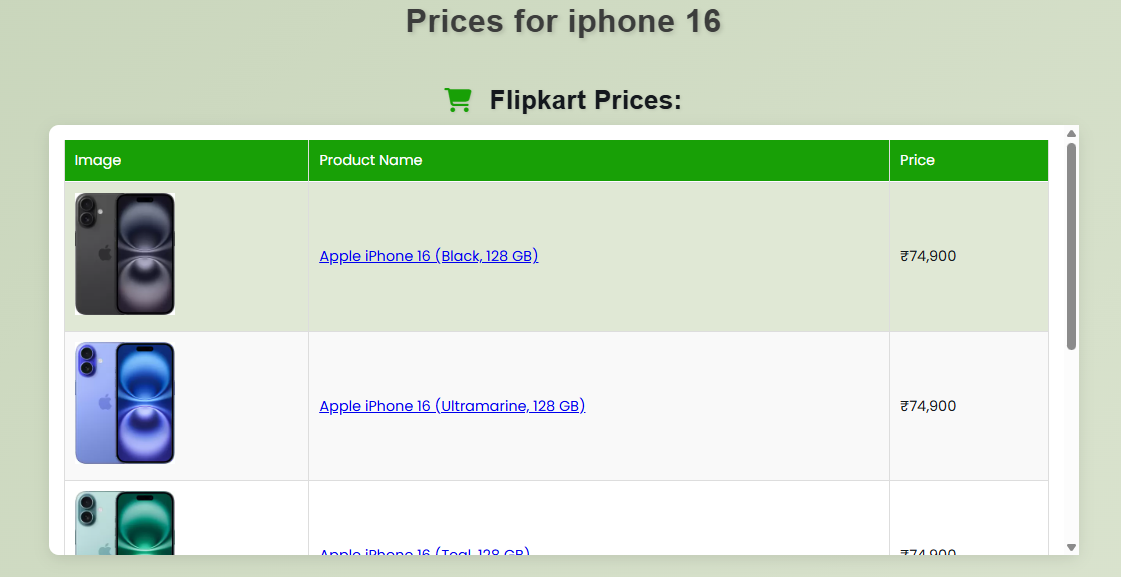 Prices for iphone 16
Flipkart Prices:
Image Product Name Price
Apple iPhone 16 (Black, 128 GB) ₹74,900
Apple iPhone 16 (Ultramarine, 128 GB) ₹74,900
Apple iPhone 16 (Teal, 128 GB) ₹74,900